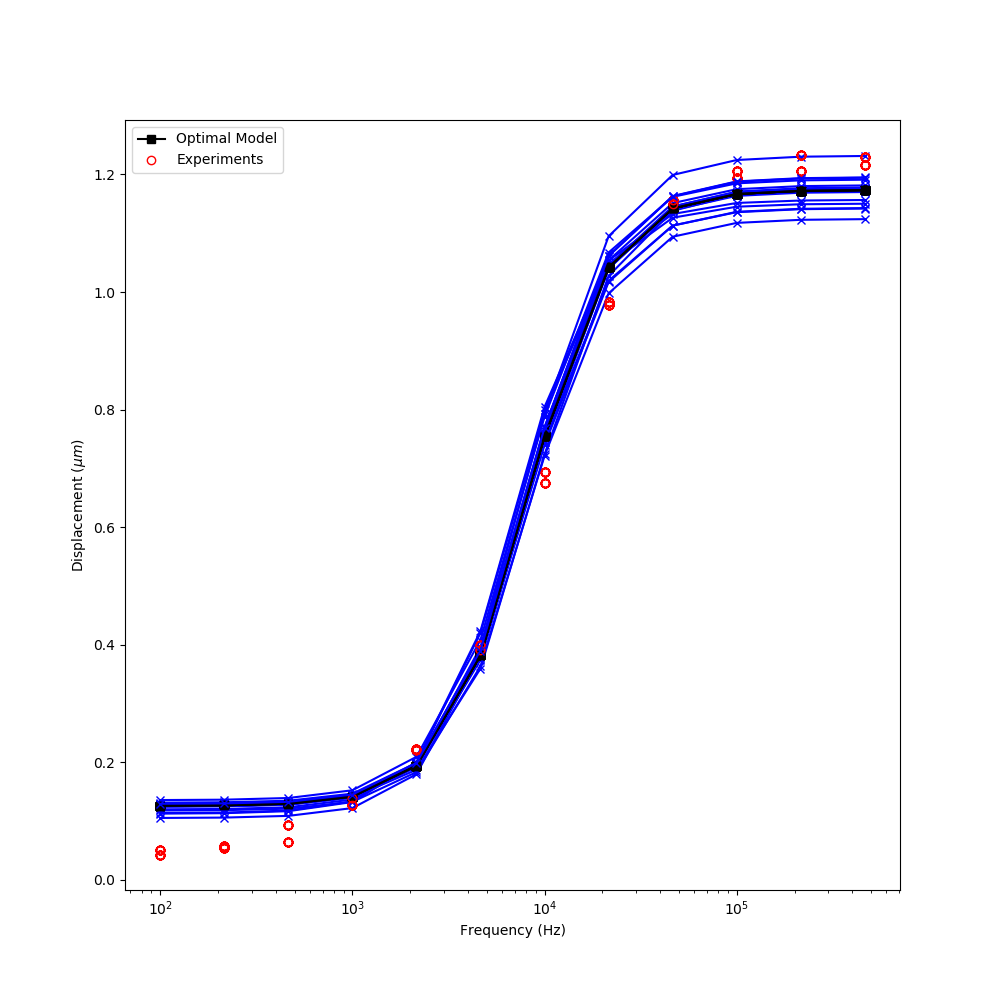 Optimal Model
Experiments
1.2
1.0
0.8
0.6
0.4
0.2
0.0
Displacement (μm)
10²
10³
10⁴
10⁵
Frequency (Hz)